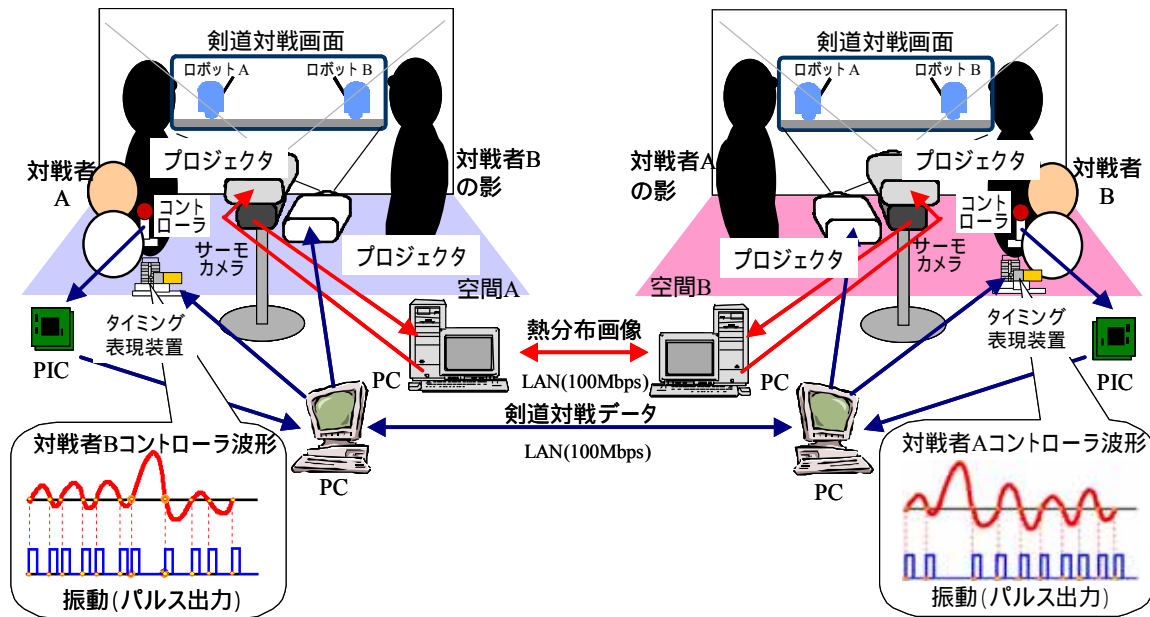 剣道対戦画面
ロボットA
ロボットB
プロジェクタ
対戦者
A
対戦者B
の影
コント
ローラ
サーモ
カメラ
プロジェクタ
空間A
タイミング
表現装置
PIC
PC
PC
対戦者Bコントローラ波形
振動(パルス出力)
熱分布画像
LAN(100Mbps)
剣道対戦データ
LAN(100Mbps)
剣道対戦画面
ロボットA
ロボットB
プロジェクタ
対戦者A
の影
対戦者
B
コント
ローラ
サーモ
カメラ
プロジェクタ
空間B
タイミング
表現装置
PIC
PC
PC
対戦者Aコントローラ波形
振動(パルス出力)